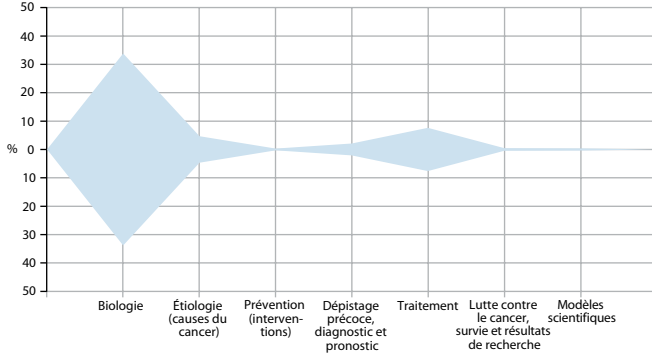 50
40
30
20
10
% 0
10
20
30
40
50
Biologie
Étiologie
(causes du
cancer)
Prévention
(interven-
tions)
Dépistage
précoce,
diagnostic et
pronostic
Traitement
Lutte contre
le cancer,
survie et résultats
de recherche
Modèles
scientifiques